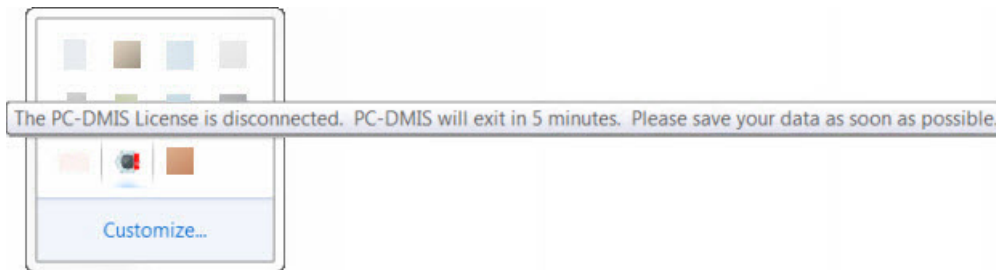 The PC-DMIS License is disconnected.  PC-DMIS will exit in 5 minutes.  Please save your data as soon as possible.
Customize...